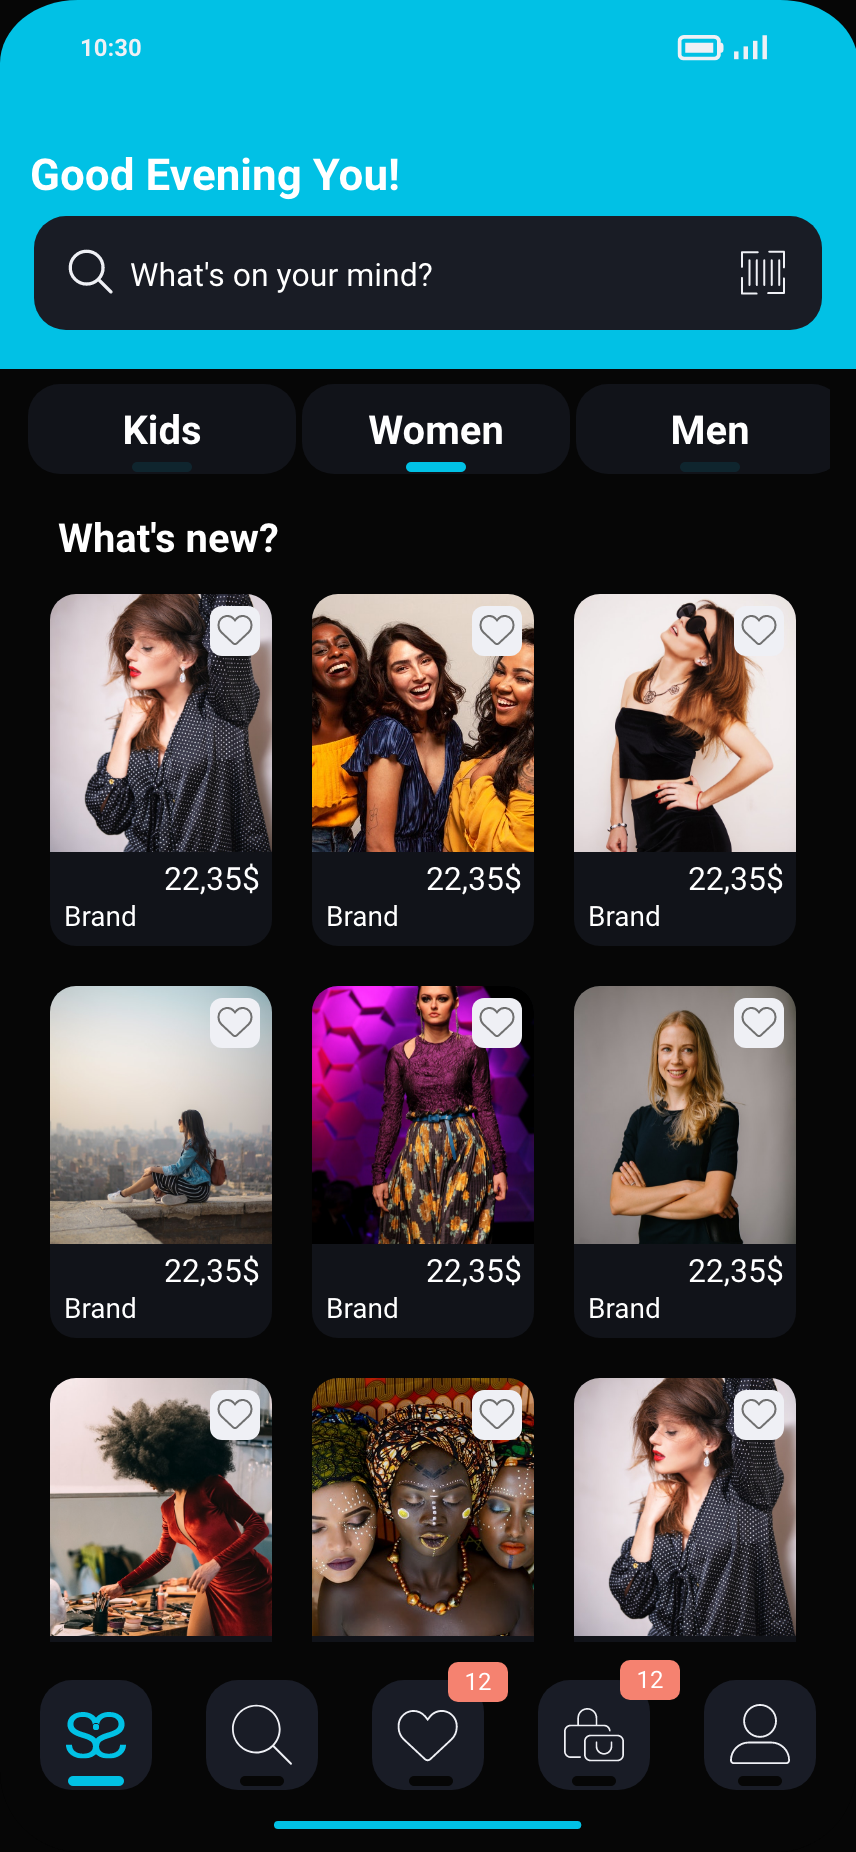 10:30
Good Evening You!
What's on your mind?
Kids
Women
Men
What's new?
22,35$
Brand
22,35$
Brand
22,35$
Brand
22,35$
Brand
22,35$
Brand
22,35$
Brand
12
12